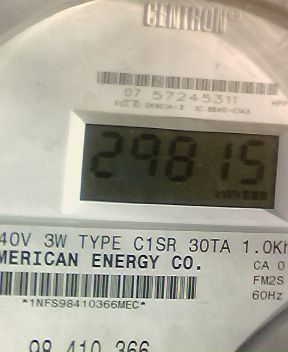 CENTRON®
07 57245311
29815
kWh
40V 3W TYPE C1SR 30TA 1.0Kh
MERICAN ENERGY CO.
CA 0
FM2S
60Hz
*1NFS98410366MEC*
98 410 366